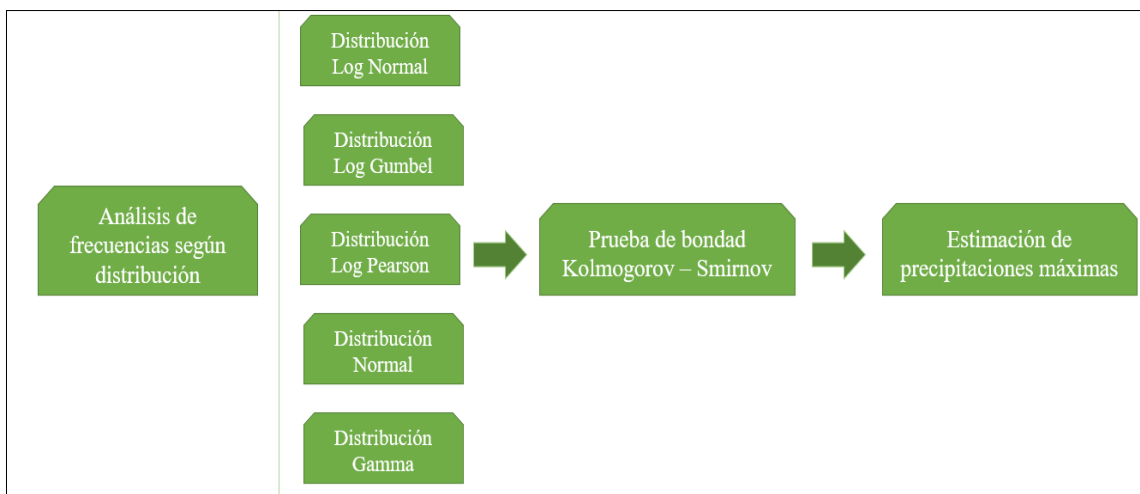 Análisis de
frecuencias según
distribución
Distribución
Log Normal
Distribución
Log Gumbel
Distribución
Log Pearson
Distribución
Normal
Distribución
Gamma
Prueba de bondad
Kolmogorov – Smirnov
Estimación de
precipitaciones máximas